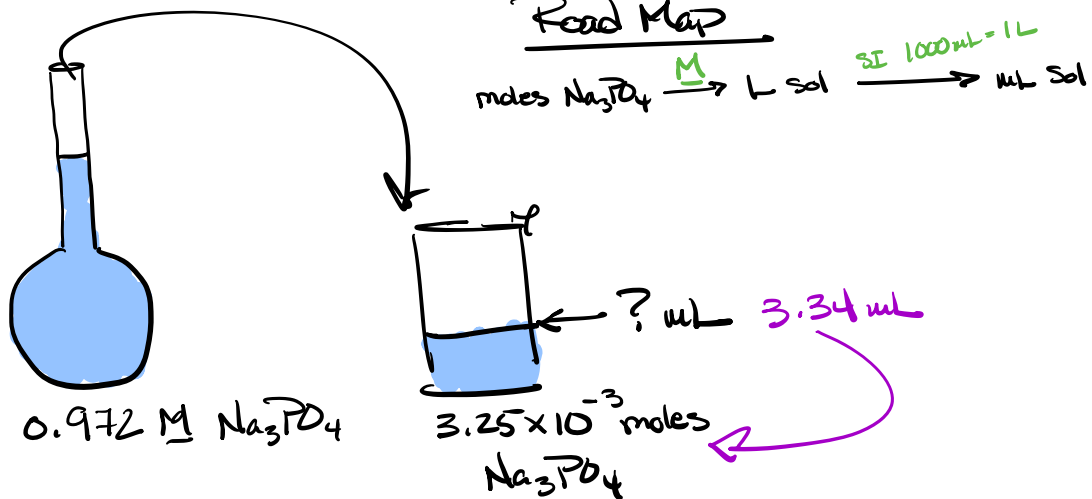 Road Map
moles Na₃PO₄ M L Sol SI 1000mL = 1L mL Sol
? mL 3.34 mL
0.972 M Na₃PO₄
3.25 x 10⁻³ moles
Na₃PO₄